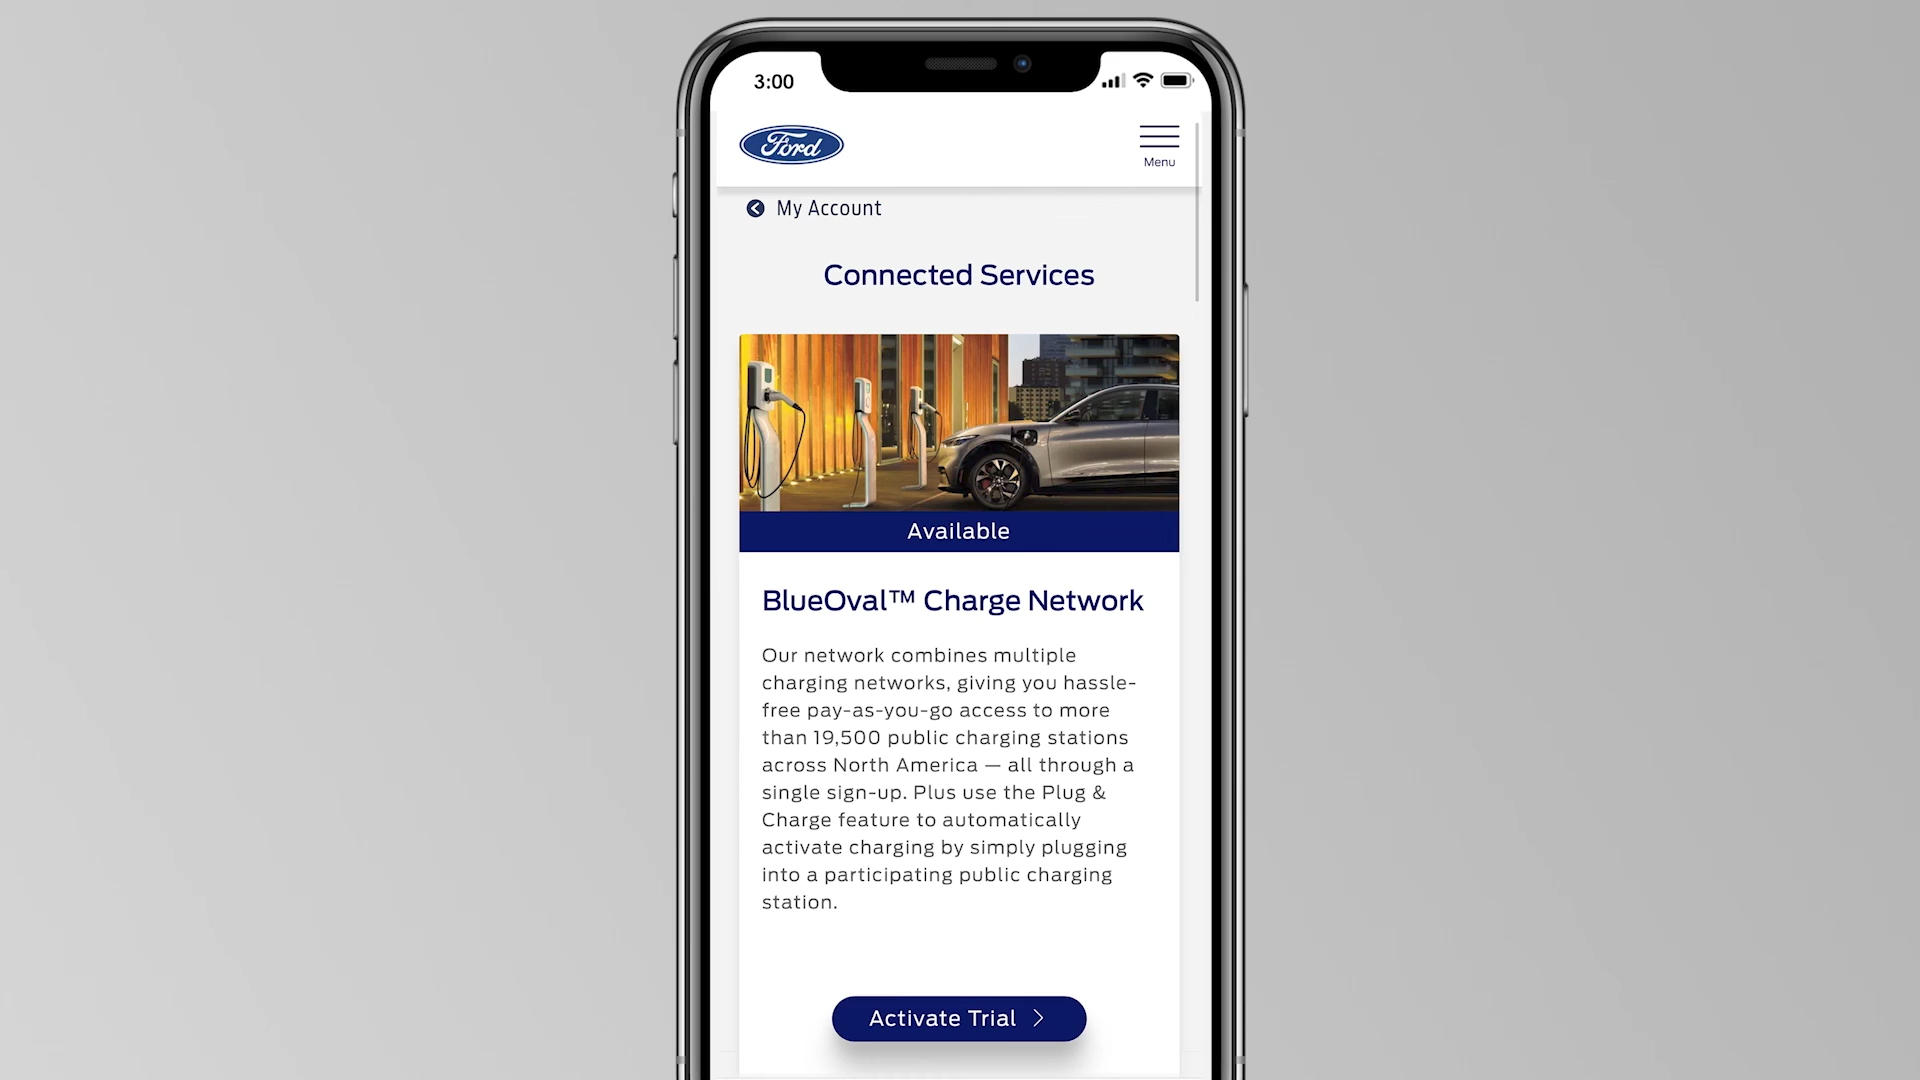 3:00
Ford
Menu
My Account
Connected Services
Available
BlueOval™ Charge Network
Our network combines multiple
charging networks, giving you hassle-
free pay-as-you-go access to more
than 19,500 public charging stations
across North America — all through a
single sign-up. Plus use the Plug &
Charge feature to automatically
activate charging by simply plugging
into a participating public charging
station.
Activate Trial